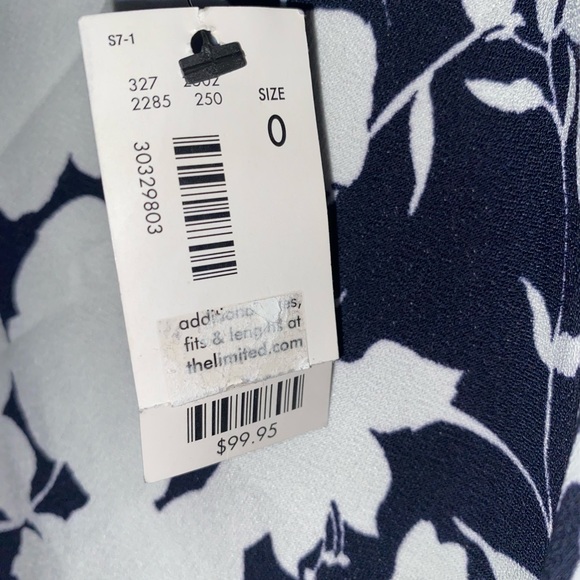 S7-1
327
2285 250
SIZE
0
30329803
fits & lengths at
thelimited.com
$99.95